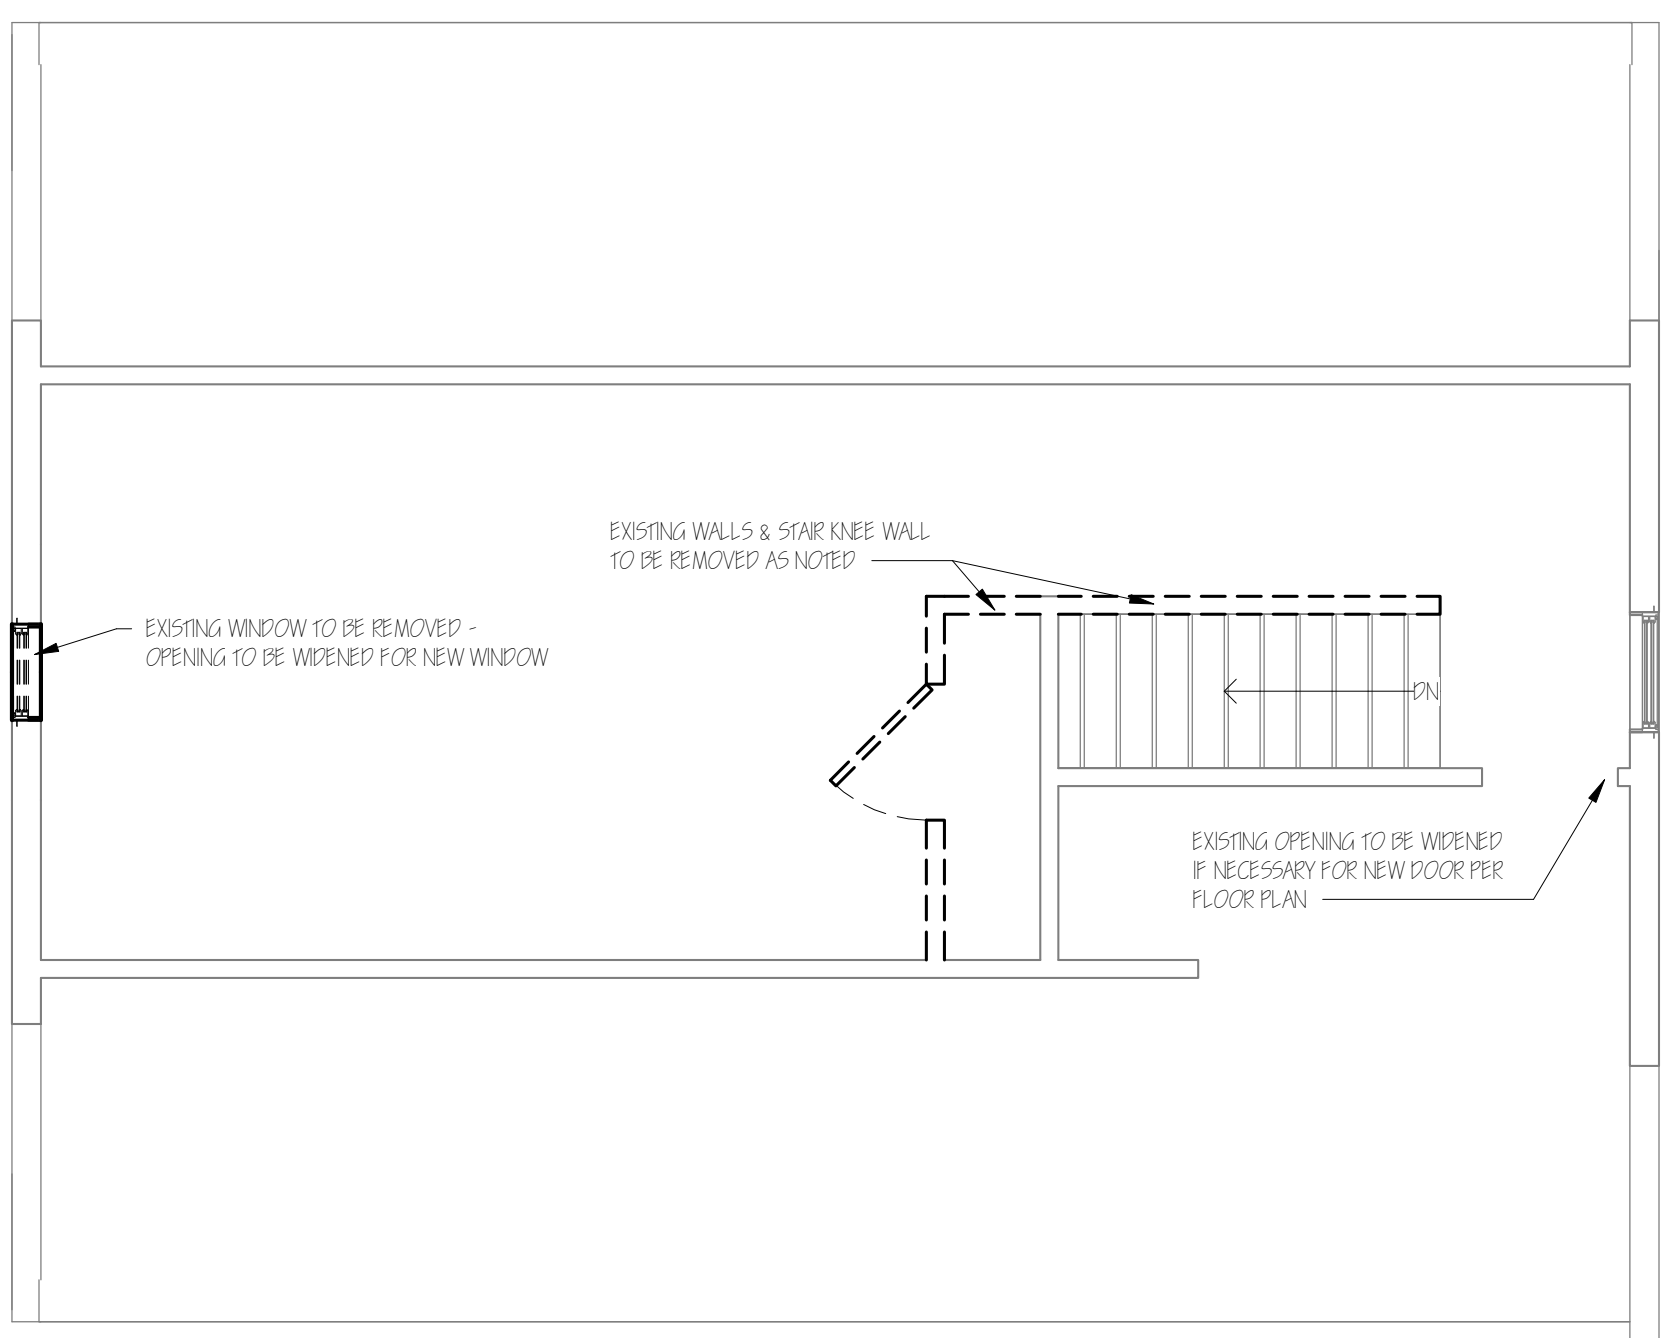 EXISTING WALLS & STAIR KNEE WALL
TO BE REMOVED AS NOTED
EXISTING WINDOW TO BE REMOVED -
OPENING TO BE WIDENED FOR NEW WINDOW
DN
EXISTING OPENING TO BE WIDENED
IF NECESSARY FOR NEW DOOR PER
FLOOR PLAN